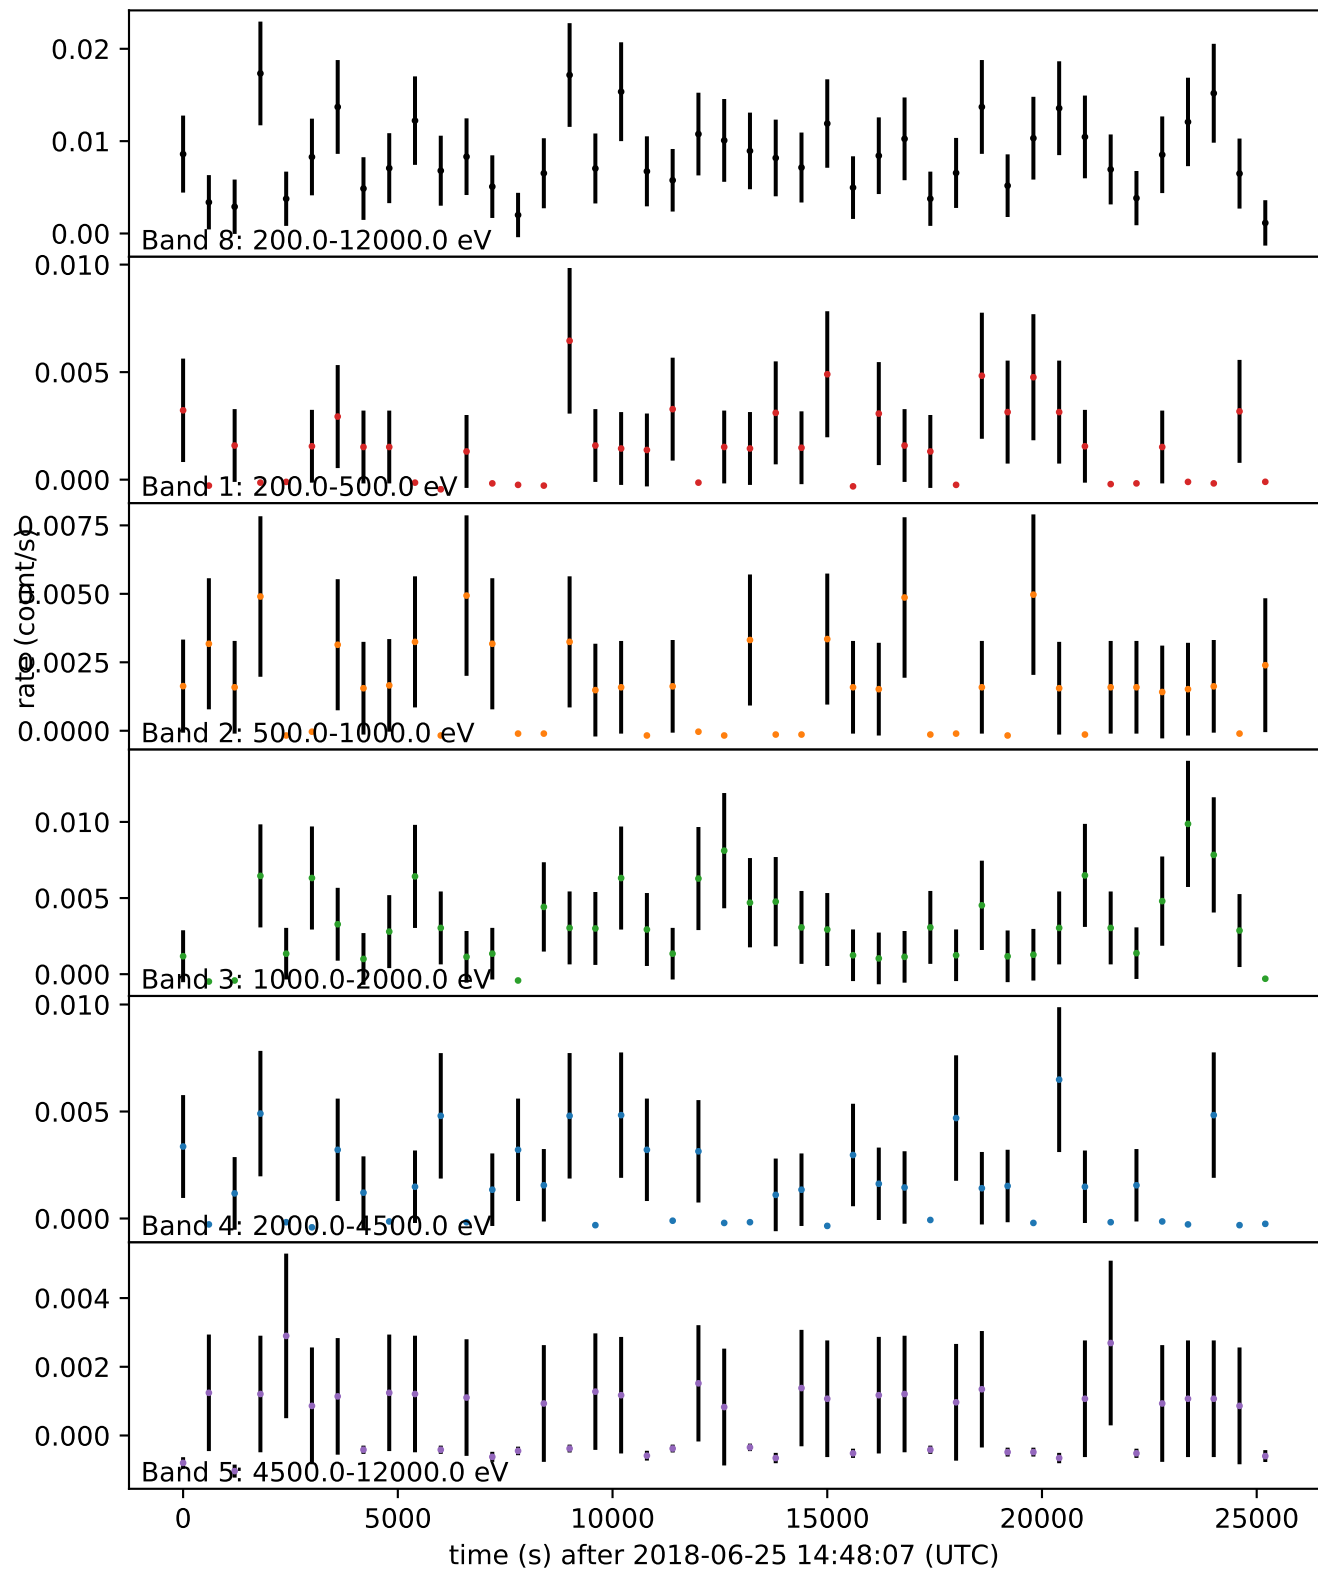 0.02
0.01
0.00
Band 8: 200.0-12000.0 eV
0.010
0.005
0.000
Band 1: 200.0-500.0 eV
rate (count/s)
0.0075
0.0050
0.0025
0.0000
Band 2: 500.0-1000.0 eV
0.010
0.005
0.000
Band 3: 1000.0-2000.0 eV
0.010
0.005
0.000
Band 4: 2000.0-4500.0 eV
0.004
0.002
0.000
Band 5: 4500.0-12000.0 eV
0 5000 10000 15000 20000 25000
time (s) after 2018-06-25 14:48:07 (UTC)